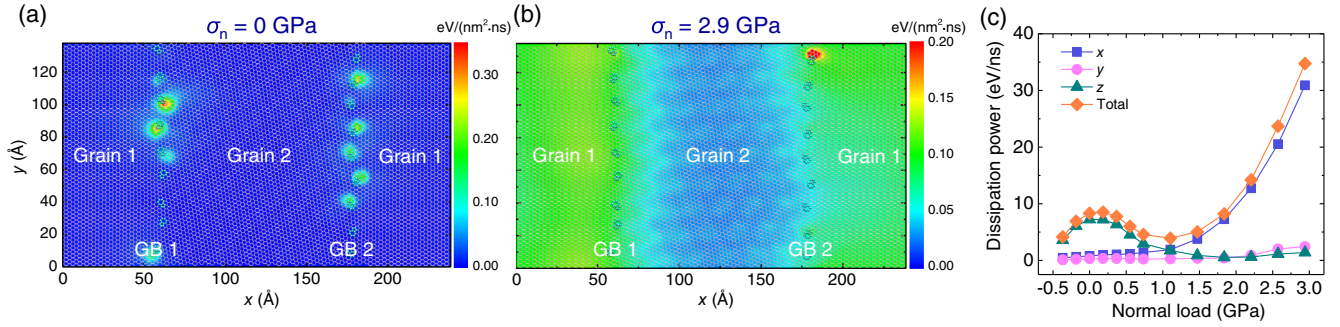 (a)
σn = 0 GPa
eV/(nm²·ns)
0.30
0.20
0.10
0.00
120
100
80
60
40
20
0
y (Å)
Grain 1
Grain 2
Grain 1
GB 1
GB 2
0
50
100
150
200
x (Å)
(b)
σn = 2.9 GPa
eV/(nm²·ns)
0.20
0.15
0.10
0.05
0.00
Grain 1
Grain 2
Grain 1
GB 1
GB 2
0
50
100
150
200
x (Å)
(c)
Dissipation power (eV/ns)
40
30
20
10
0
x
y
z
Total
-0.5
0.0
0.5
1.0
1.5
2.0
2.5
3.0
Normal load (GPa)